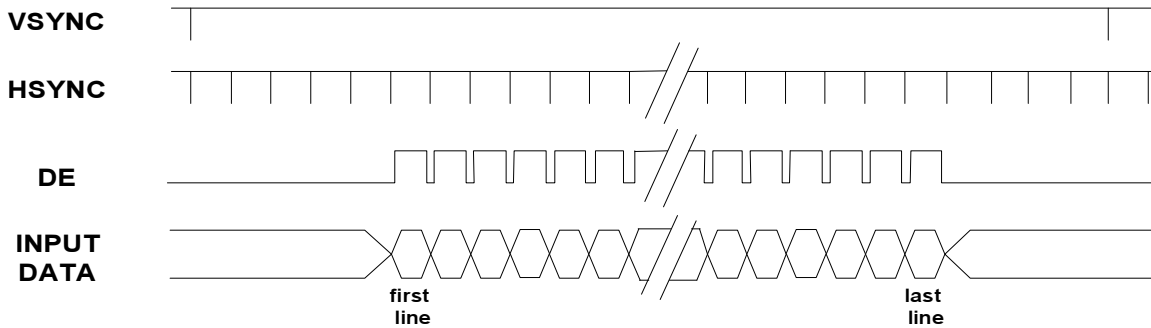 VSYNC
HSYNC
DE
INPUT
DATA
first
line
last
line